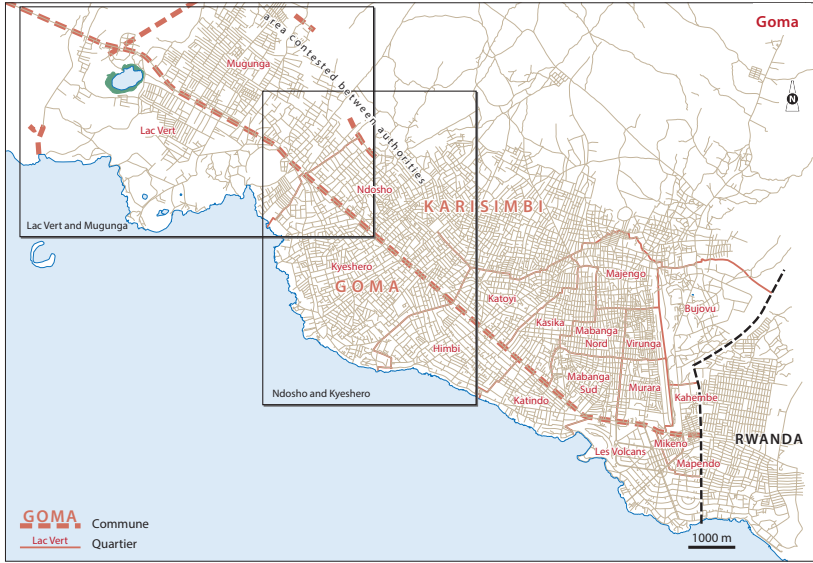 Goma
area contested between authorities
N
Mugunga
Lac Vert
Ndosho
KARISIMBI
Lac Vert and Mugunga
Kyeshero
GOMA
Majengo
Katoyi
Bujovu
Kasika
Mabanga
Nord
Virunga
Himbi
Mabanga
Sud
Murara
Kahembe
Ndosho and Kyeshero
Katindo
RWANDA
Mikeno
Les Volcans
Mapendo
GOMA
Commune
Lac Vert
Quartier
1000 m